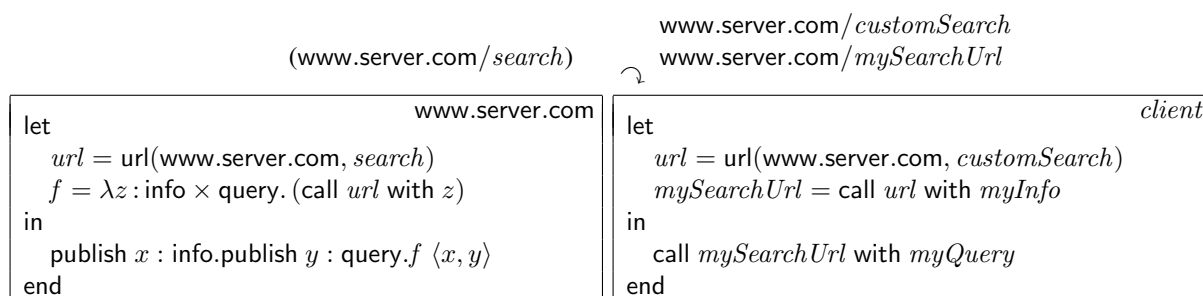 www.server.com/customSearch
(www.server.com/search) www.server.com/mySearchUrl
www.server.com
let
url = url(www.server.com, search)
f = λz : info × query. (call url with z)
in
publish x : info.publish y : query.f ⟨x, y⟩
end
client
let
url = url(www.server.com, customSearch)
mySearchUrl = call url with myInfo
in
call mySearchUrl with myQuery
end